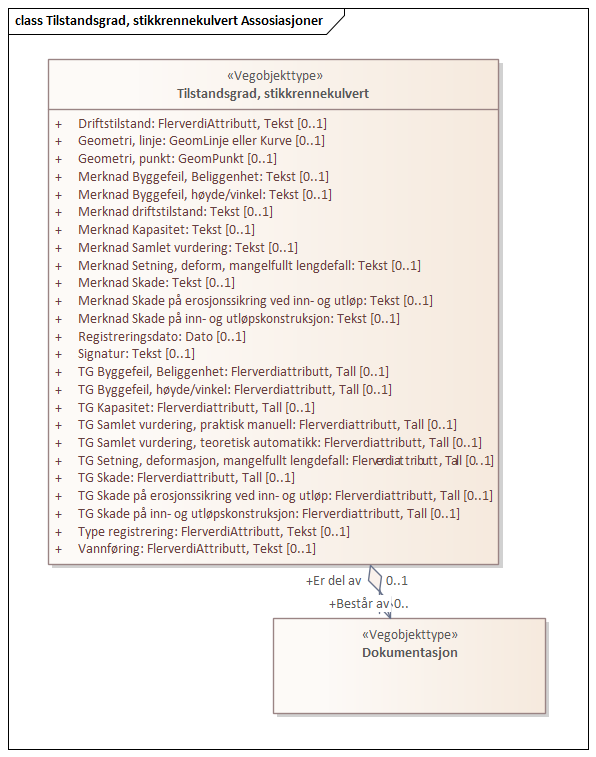 class Tilstandsgrad, stikkrennekulvert Assosiasjoner
«Vegobjekttype»
Tilstandsgrad, stikkrennekulvert
+ Driftstilstand: FlerverdiAttributt, Tekst [0..1]
+ Geometri, linje: GeomLinje eller Kurve [0..1]
+ Geometri, punkt: GeomPunkt [0..1]
+ Merknad Byggefeil, Beliggenhet: Tekst [0..1]
+ Merknad Byggefeil, høyde/vinkel: Tekst [0..1]
+ Merknad driftstilstand: Tekst [0..1]
+ Merknad Kapasitet: Tekst [0..1]
+ Merknad Samlet vurdering: Tekst [0..1]
+ Merknad Setning, deform, mangelfullt lengdefall: Tekst [0..1]
+ Merknad Skade: Tekst [0..1]
+ Merknad Skade på erosjonssikring ved inn- og utløp: Tekst [0..1]
+ Merknad Skade på inn- og utløpskonstruksjon: Tekst [0..1]
+ Registreringsdato: Dato [0..1]
+ Signatur: Tekst [0..1]
+ TG Byggefeil, Beliggenhet: Flerverdiattributt, Tall [0..1]
+ TG Byggefeil, høyde/vinkel: Flerverdiattributt, Tall [0..1]
+ TG Kapasitet: Flerverdiattributt, Tall [0..1]
+ TG Samlet vurdering, praktisk manuell: Flerverdiattributt, Tall [0..1]
+ TG Samlet vurdering, teoretisk automatikk: Flerverdiattributt, Tall [0..1]
+ TG Setning, deformasjon, mangelfullt lengdefall: Flerverdiattributt, Tall [0..1]
+ TG Skade: Flerverdiattributt, Tall [0..1]
+ TG Skade på erosjonssikring ved inn- og utløp: Flerverdiattributt, Tall [0..1]
+ TG Skade på inn- og utløpskonstruksjon: Flerverdiattributt, Tall [0..1]
+ Type registrering: FlerverdiAttributt, Tekst [0..1]
+ Vannføring: FlerverdiAttributt, Tekst [0..1]
+Er del av 0..1
+Består av 0..
«Vegobjekttype»
Dokumentasjon